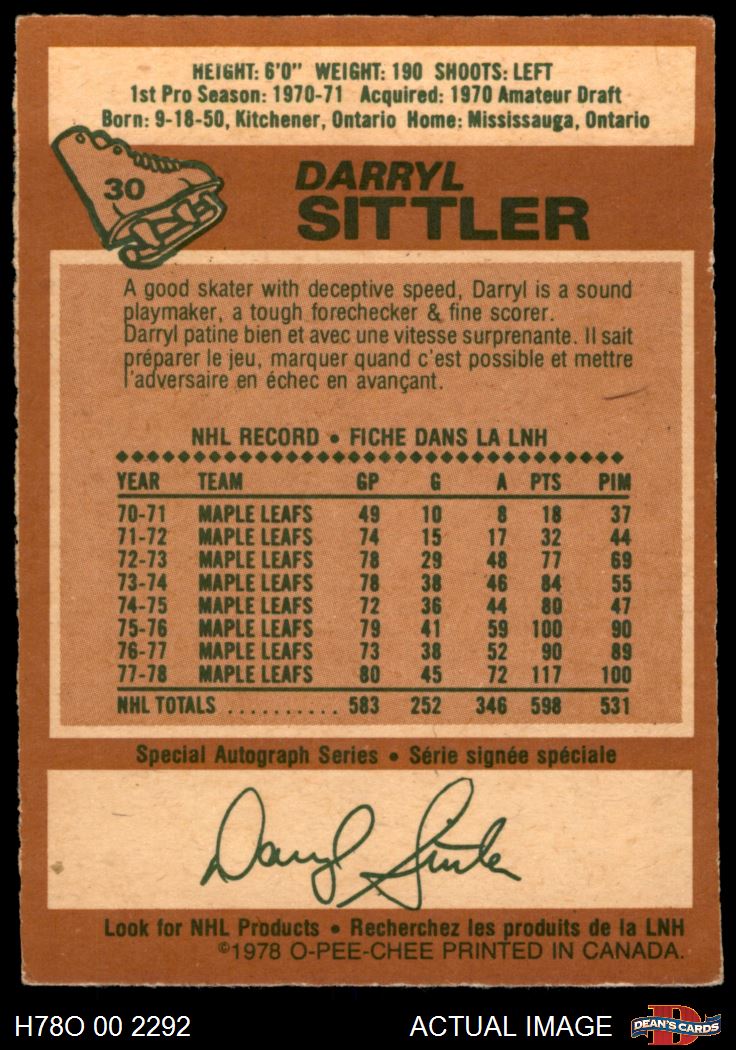 HEIGHT: 6'0" WEIGHT: 190 SHOOTS: LEFT
1st Pro Season: 1970-71 Acquired: 1970 Amateur Draft
Born: 9-18-50, Kitchener, Ontario Home: Mississauga, Ontario
30
DARRYL
SITTLER
A good skater with deceptive speed, Darryl is a sound
playmaker, a tough forechecker & fine scorer.
Darryl patine bien et avec une vitesse surprenante. Il sait
préparer le jeu, marquer quand c'est possible et mettre
l'adversaire en échec en avançant.
NHL RECORD • FICHE DANS LA LNH
YEAR TEAM GP G A PTS PIM
70-71 MAPLE LEAFS 49 10 8 18 37
71-72 MAPLE LEAFS 74 15 17 32 44
72-73 MAPLE LEAFS 78 29 48 77 69
73-74 MAPLE LEAFS 78 38 46 84 55
74-75 MAPLE LEAFS 72 36 44 80 47
75-76 MAPLE LEAFS 79 41 59 100 90
76-77 MAPLE LEAFS 73 38 52 90 89
77-78 MAPLE LEAFS 80 45 72 117 100
NHL TOTALS .......... 583 252 346 598 531
Special Autograph Series • Série signée spéciale
Darryl Sittler
Look for NHL Products • Recherchez les produits de la LNH
©1978 O-PEE-CHEE PRINTED IN CANADA.
H78O 00 2292 ACTUAL IMAGE DEAN'S CARDS